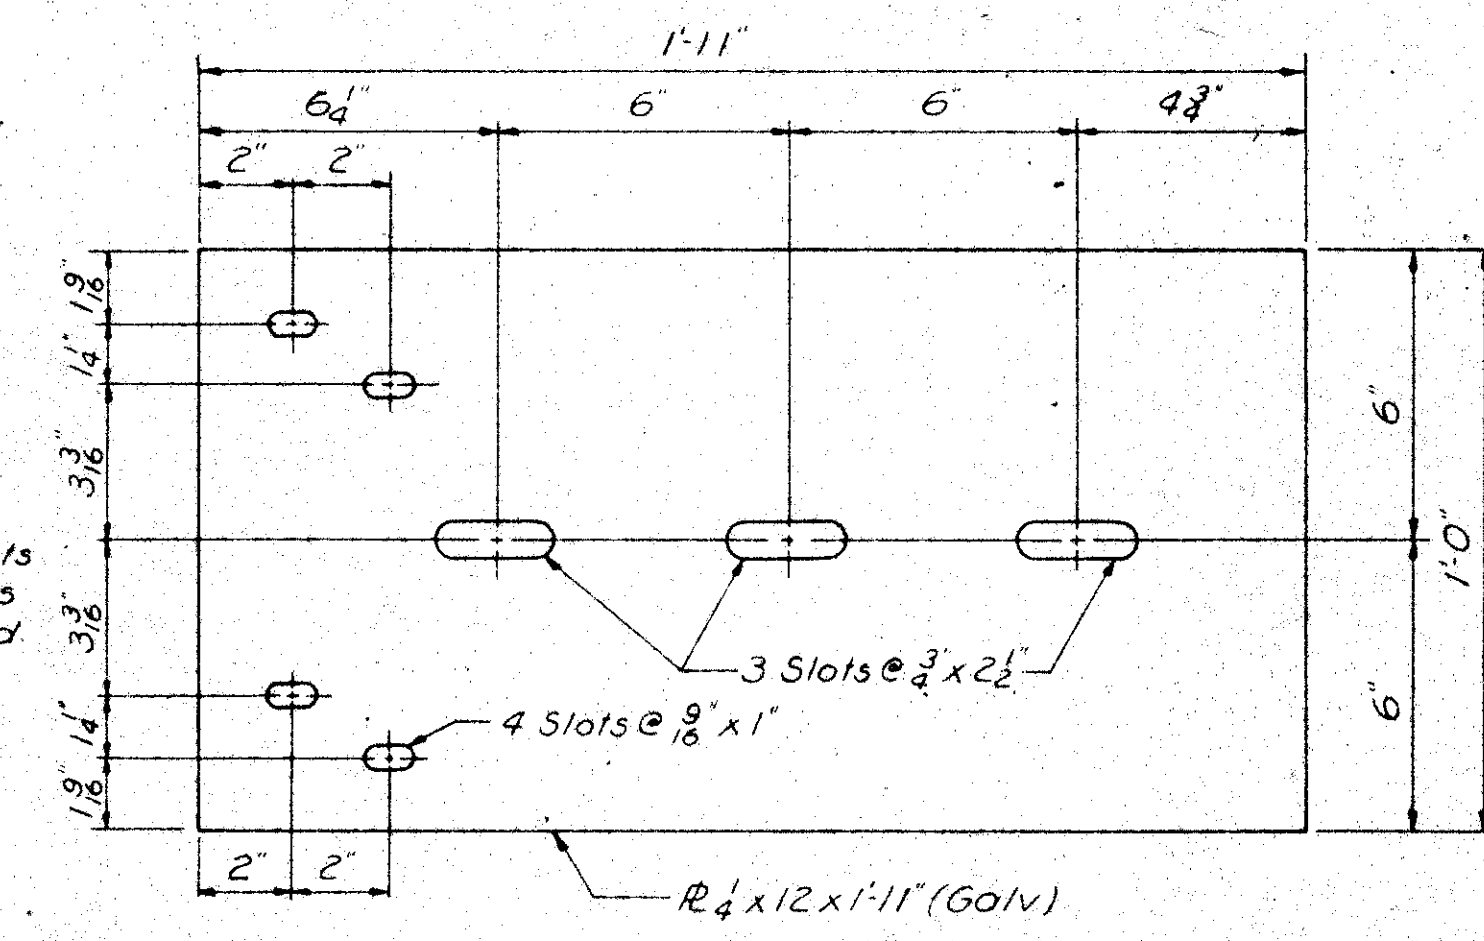 1'-11"
6 1/4" 6" 6" 4 3/4"
2" 2"
1 9/16"
1 1/4"
3 3/16"
3 3/16"
1 1/4"
1 9/16"
6"
6"
1'-0"
ts
s
d
3 Slots @ 3/4" x 2 1/2"
4 Slots @ 9/16" x 1"
2" 2"
PL 1/4 x 12 x 1'-11" (Galv)